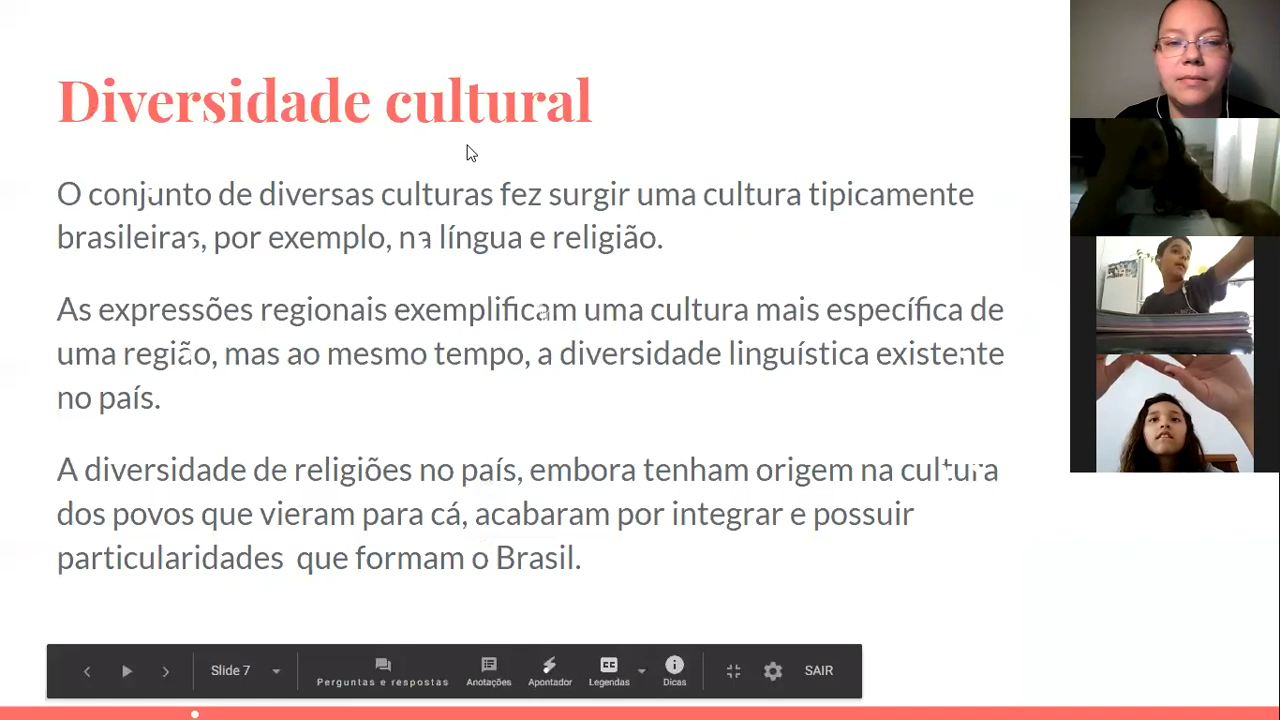 Diversidade cultural
O conjunto de diversas culturas fez surgir uma cultura tipicamente
brasileiras, por exemplo, na língua e religião.
As expressões regionais exemplificam uma cultura mais específica de
uma região, mas ao mesmo tempo, a diversidade linguística existente
no país.
A diversidade de religiões no país, embora tenham origem na cultura
dos povos que vieram para cá, acabaram por integrar e possuir
particularidades que formam o Brasil.
Slide 7
Perguntas e respostas
Anotações
Apontador
CC
Legendas
Dicas
SAIR